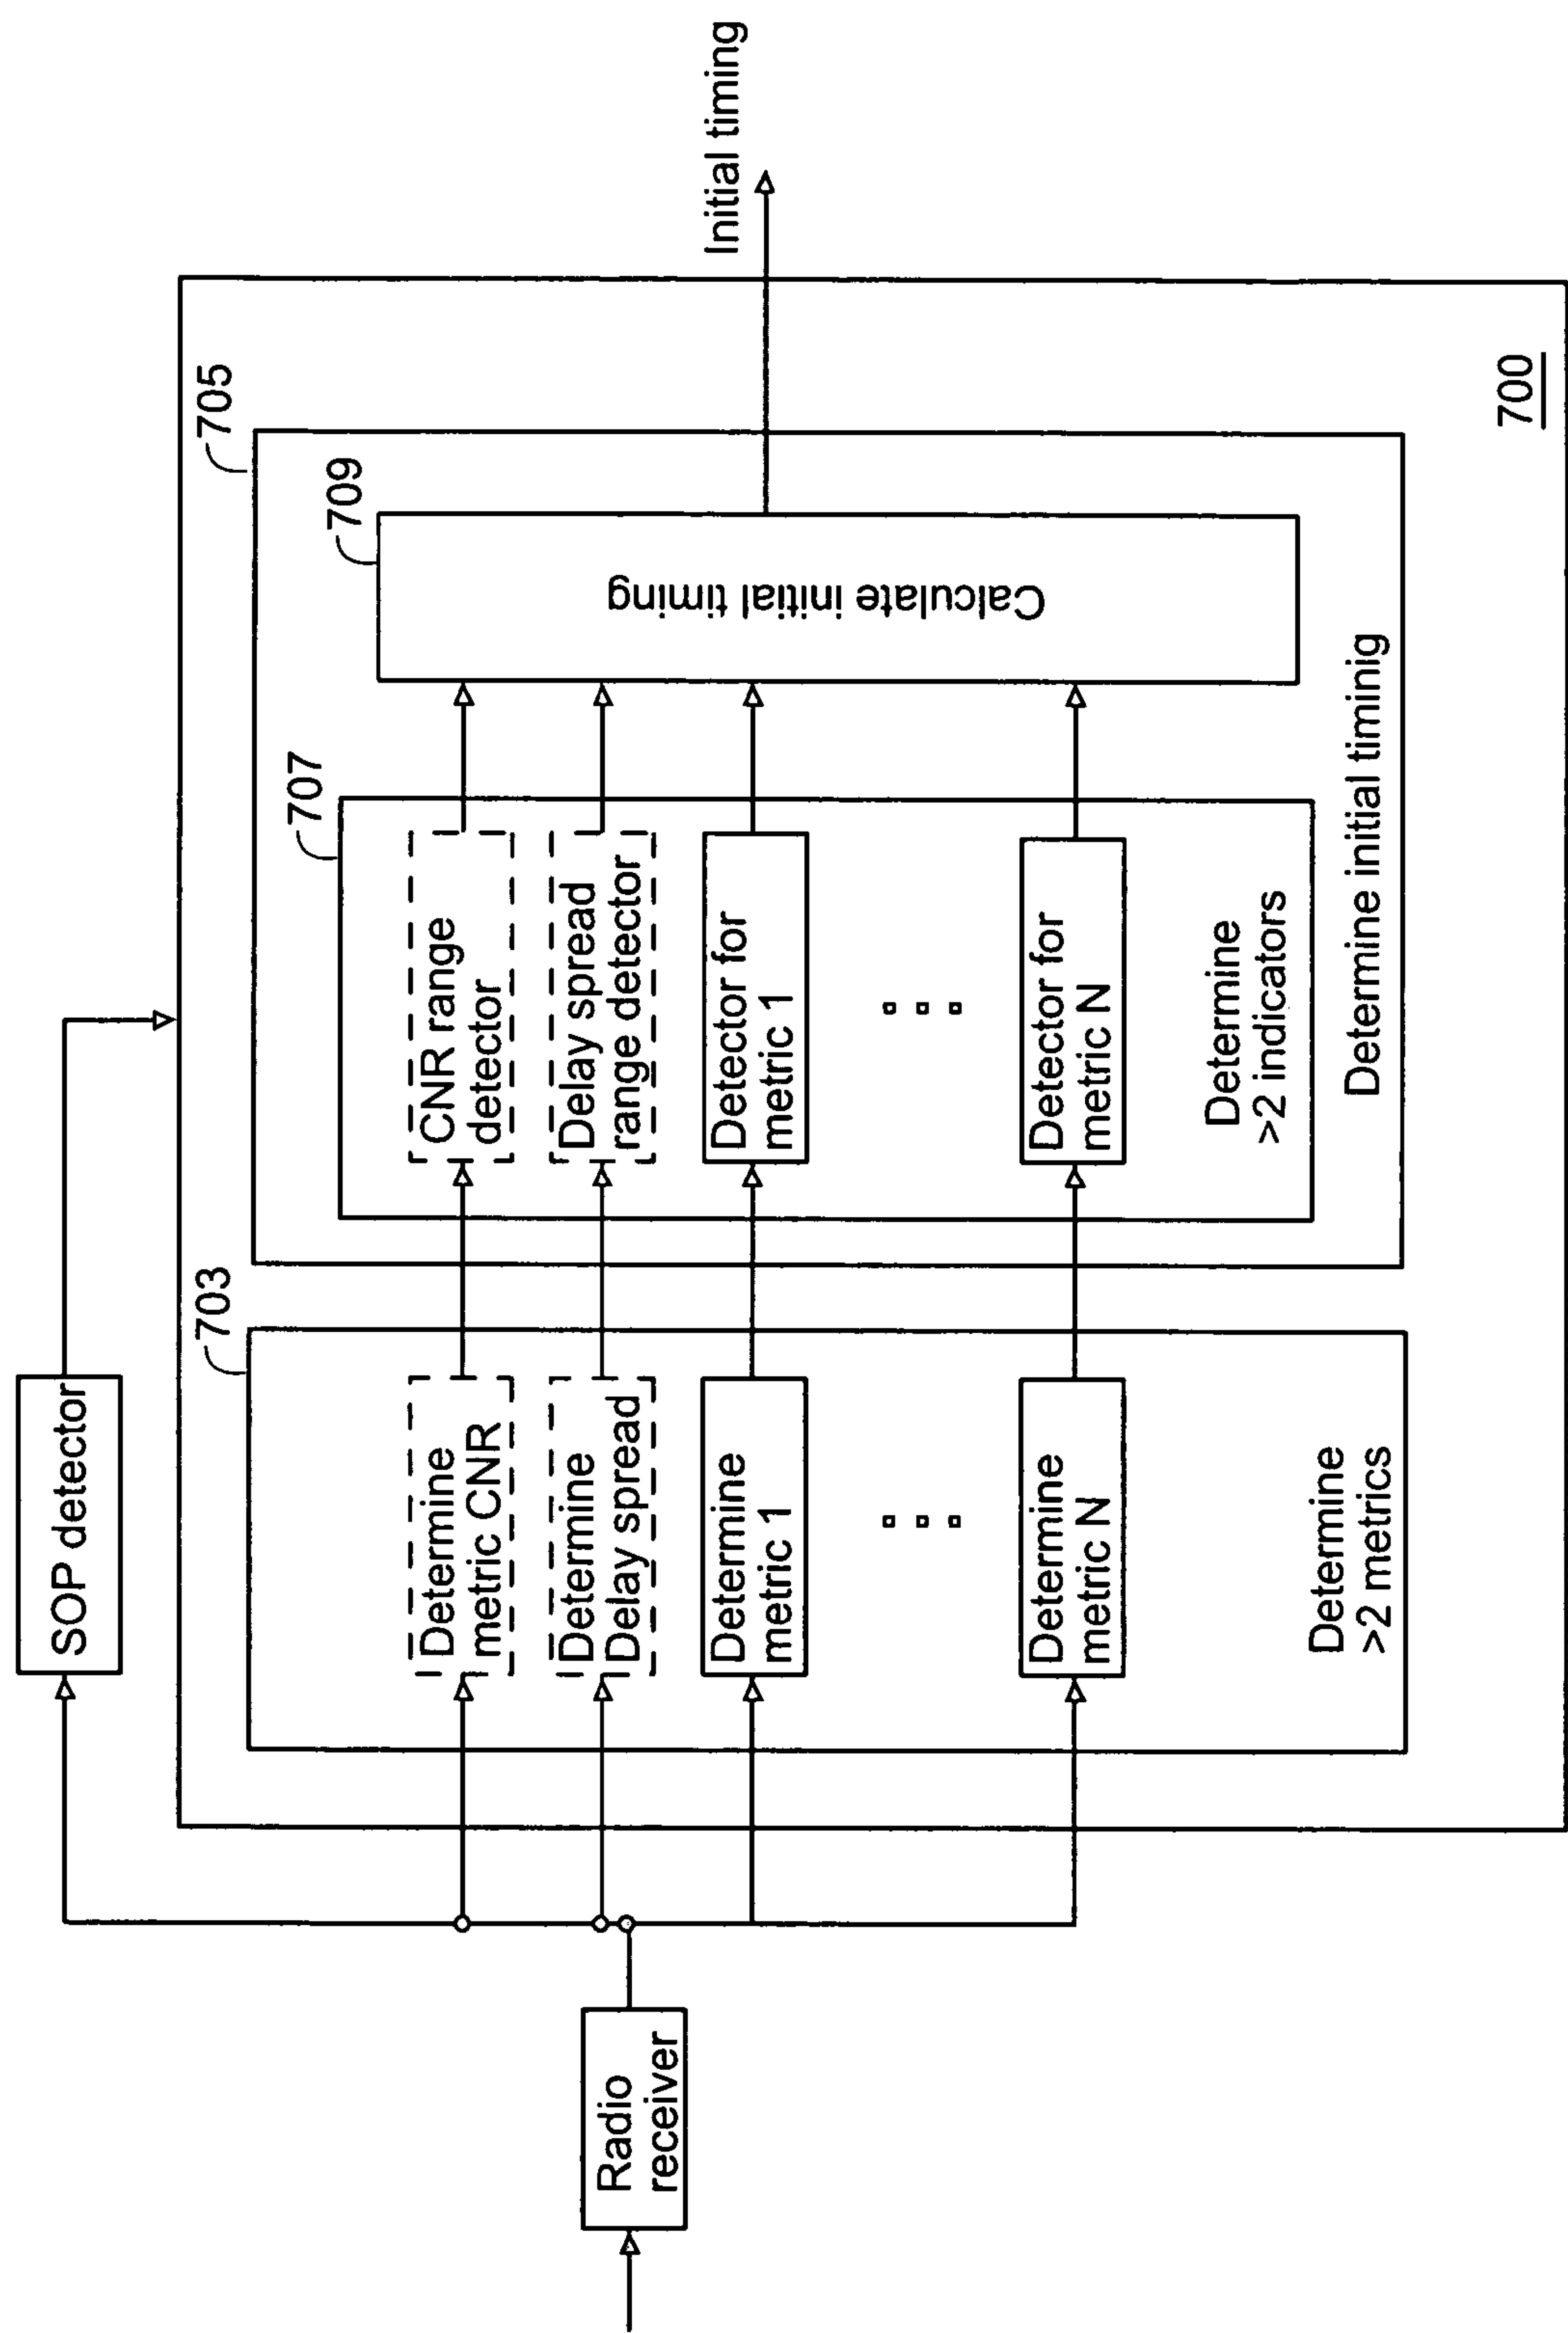 SOP detector
Radio
receiver
703
Determine
metric CNR
Determine
Delay spread
Determine
metric 1
Determine
metric N
Determine
>2 metrics
705
707
CNR range
detector
Delay spread
range detector
Detector for
metric 1
Detector for
metric N
Determine
>2 indicators
709
Calculate initial timing
Determine initial timinig
Initial timing
700